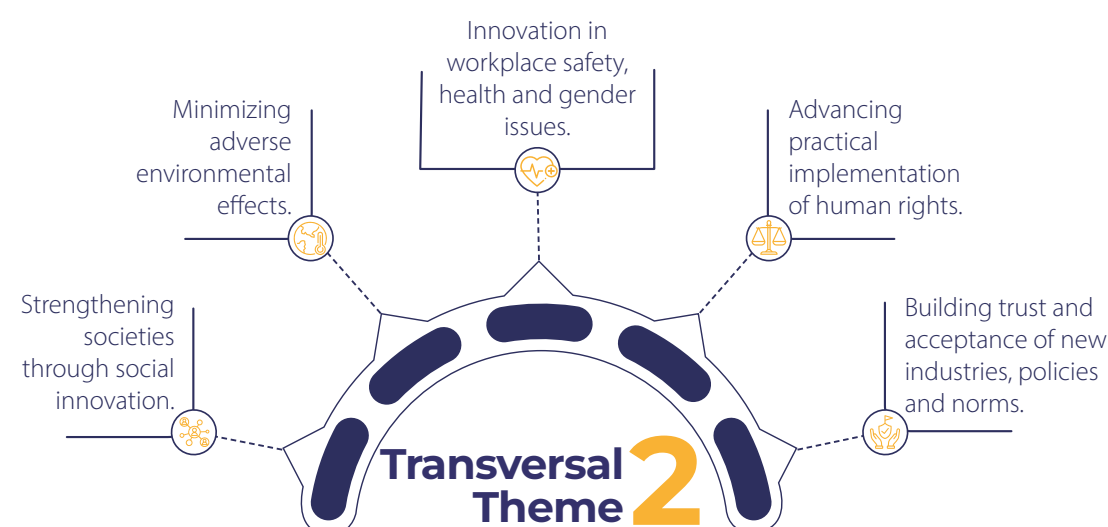 Innovation in
workplace safety,
health and gender
issues.
Minimizing
adverse
environmental
effects.
Advancing
practical
implementation
of human rights.
Strengthening
societies
through social
innovation.
Building trust and
acceptance of new
industries, policies
and norms.
Transversal
Theme
2